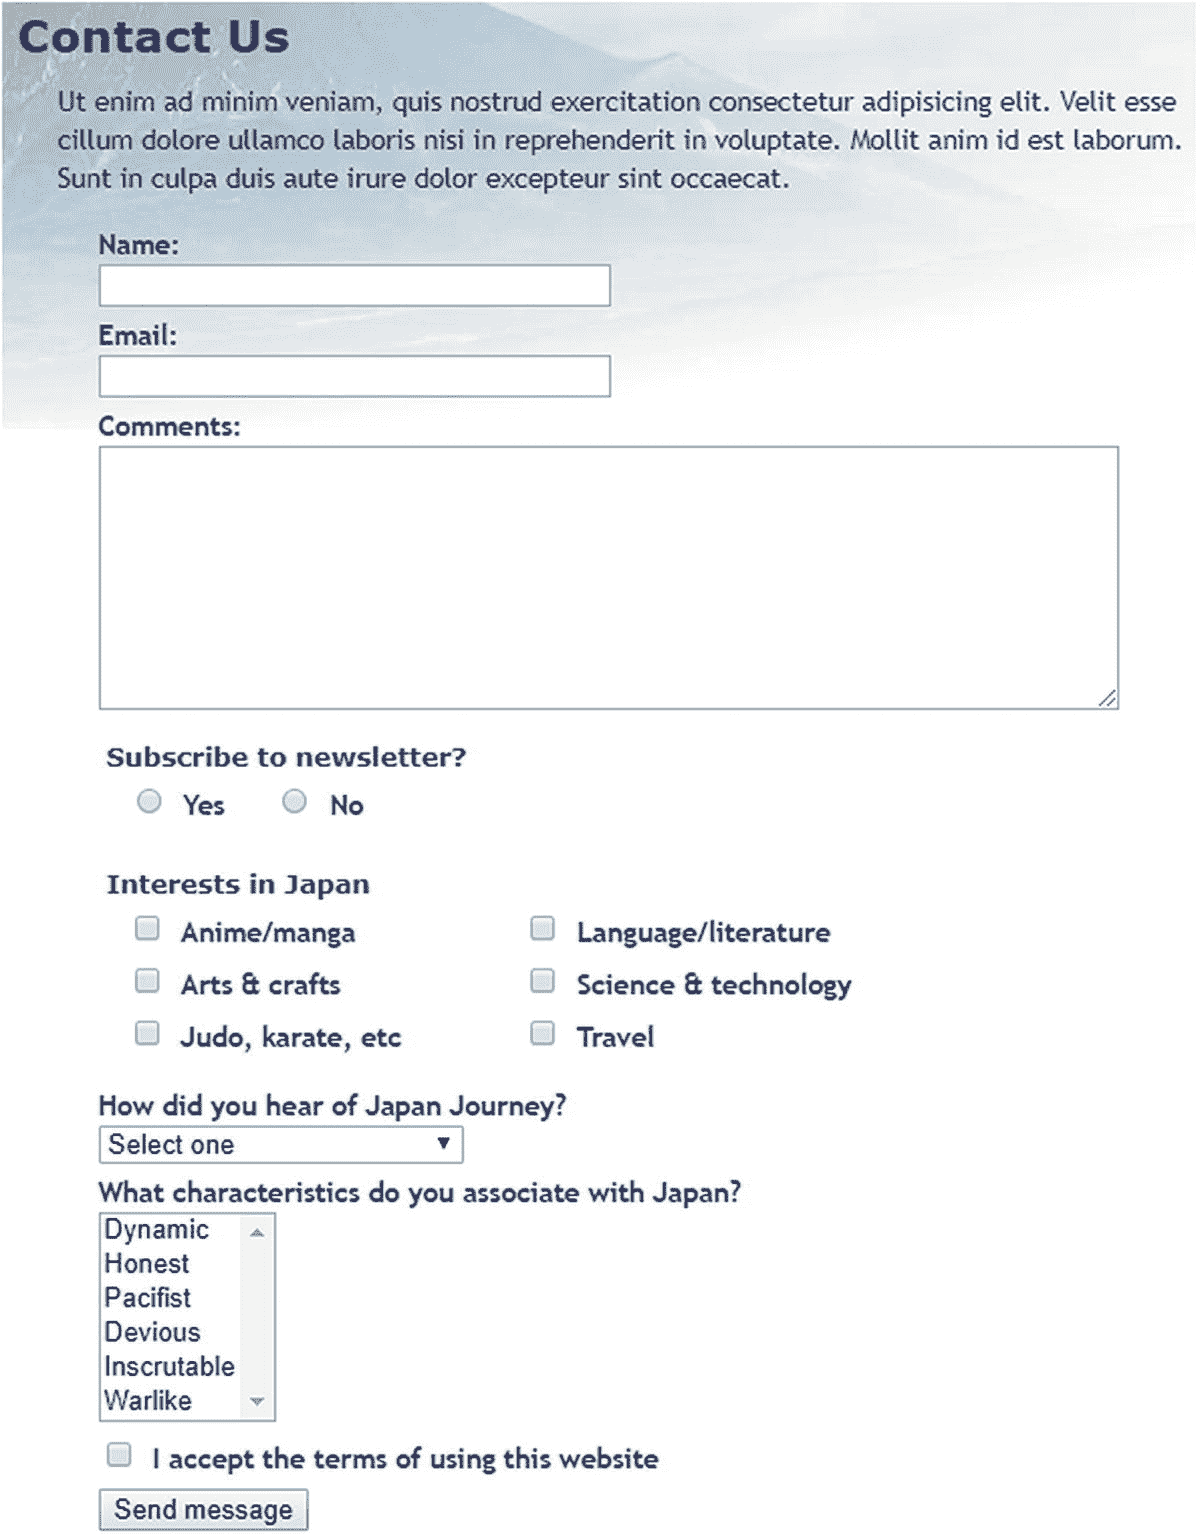 Contact Us
Ut enim ad minim veniam, quis nostrud exercitation consectetur adipisicing elit. Velit esse
cillum dolore ullamco laboris nisi in reprehenderit in voluptate. Mollit anim id est laborum.
Sunt in culpa duis aute irure dolor excepteur sint occaecat.
Name:
Email:
Comments:
Subscribe to newsletter?
Yes No
Interests in Japan
Anime/manga Language/literature
Arts & crafts Science & technology
Judo, karate, etc Travel
How did you hear of Japan Journey?
Select one
What characteristics do you associate with Japan?
Dynamic
Honest
Pacifist
Devious
Inscrutable
Warlike
I accept the terms of using this website
Send message